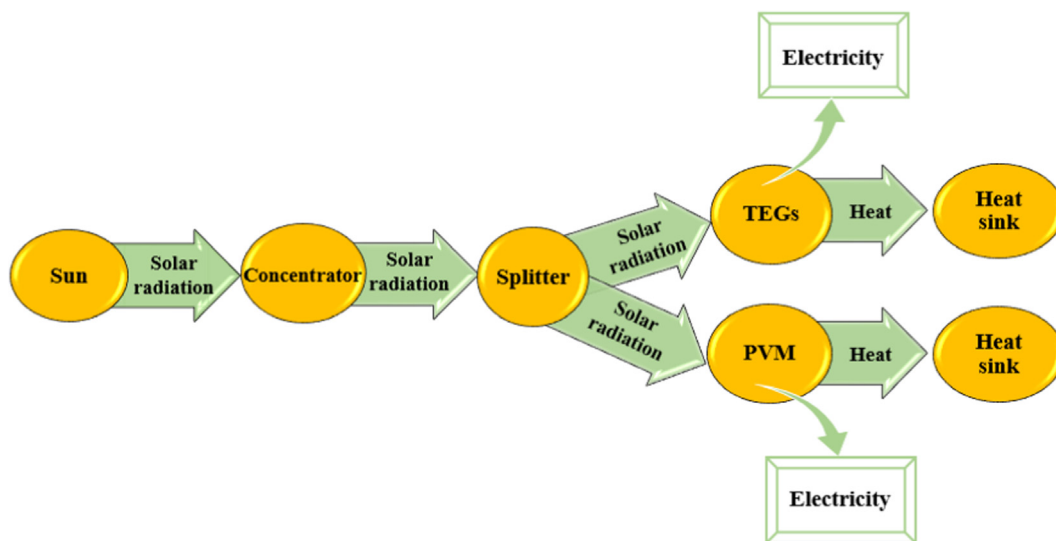 Electricity
Sun
Solar
radiation
Concentrator
Solar
radiation
Splitter
Solar
radiation
TEGs
Heat
Heat
sink
Solar
radiation
PVM
Heat
Heat
sink
Electricity